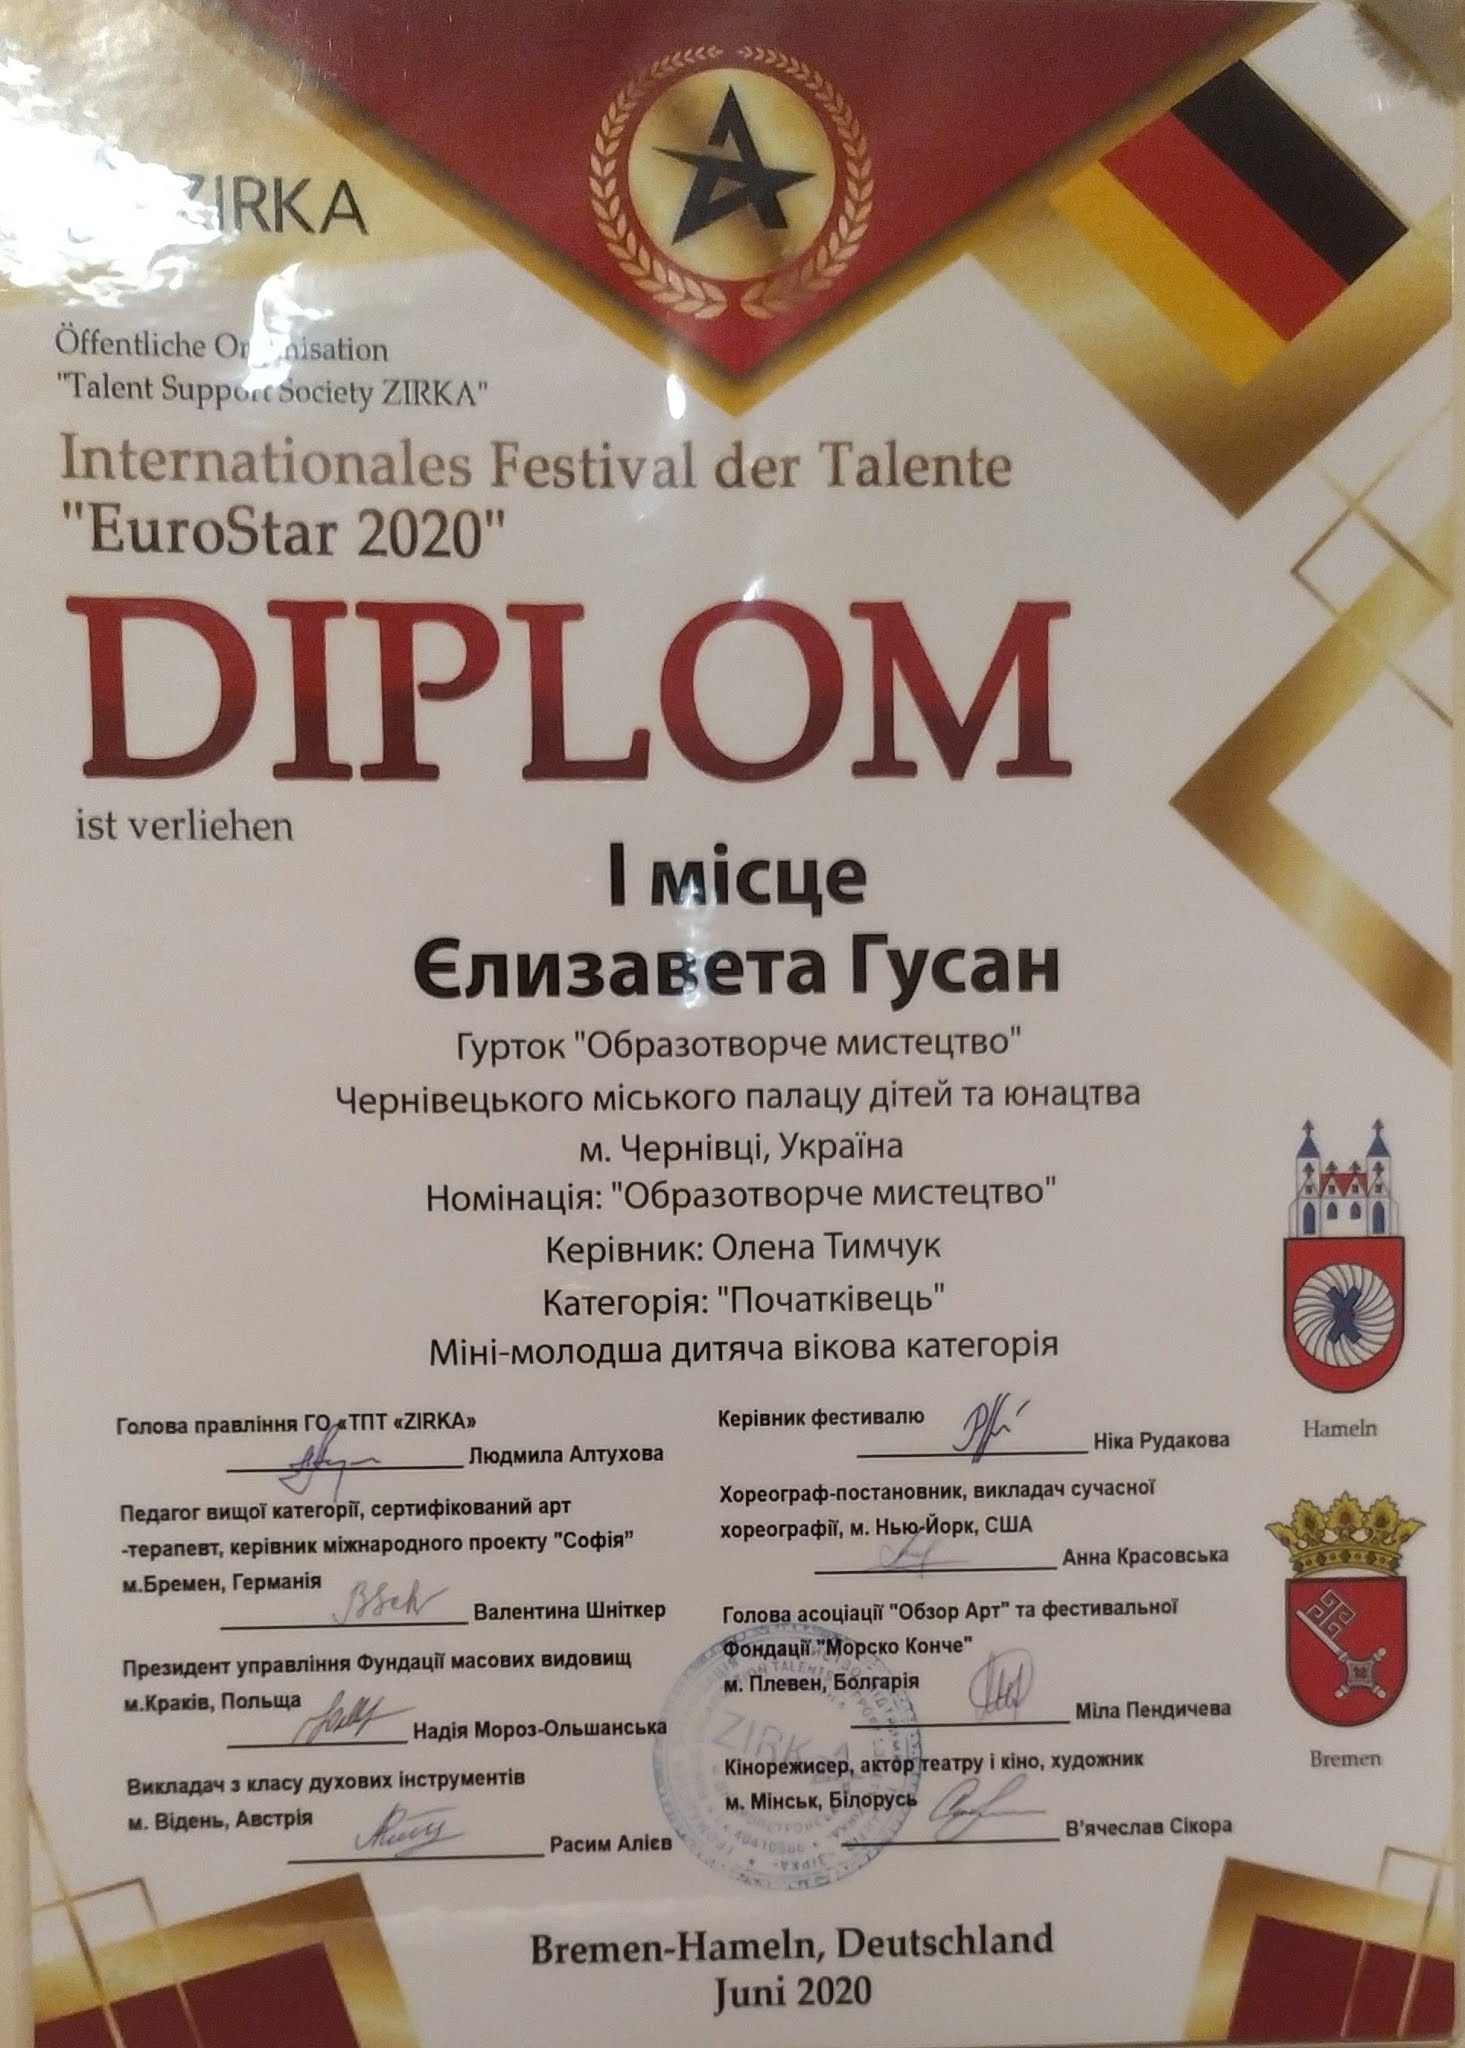 ZIRKA
Öffentliche Organisation
"Talent Support Society ZIRKA"
Internationales Festival der Talente
"EuroStar 2020"
DIPLOM
ist verliehen
І місце
Єлизавета Гусан
Гурток "Образотворче мистецтво"
Чернівецького міського палацу дітей та юнацтва
м. Чернівці, Україна
Номінація: "Образотворче мистецтво"
Керівник: Олена Тимчук
Категорія: "Початківець"
Міні-молодша дитяча вікова категорія
Голова правління ГО «ТПТ «ZIRKA»
Людмила Алтухова
Педагог вищої категорії, сертифікований арт
-терапевт, керівник міжнародного проекту "Софія"
м.Бремен, Германія
Валентина Шніткер
Президент управління Фундації масових видовищ
м.Краків, Польща
Надія Мороз-Ольшанська
Викладач з класу духових інструментів
м. Відень, Австрія
Расим Алієв
Керівник фестивалю
Ніка Рудакова
Хореограф-постановник, викладач сучасної
хореографії, м. Нью-Йорк, США
Анна Красовська
Голова асоціації "Обзор Арт" та фестивальної
Фондації "Морско Конче"
м. Плевен, Болгарія
Міла Пендичева
Кінорежисер, актор театру і кіно, художник
м. Мінськ, Білорусь
В'ячеслав Сікора
Hameln
Bremen
ZIRKA
Bremen-Hameln, Deutschland
Juni 2020